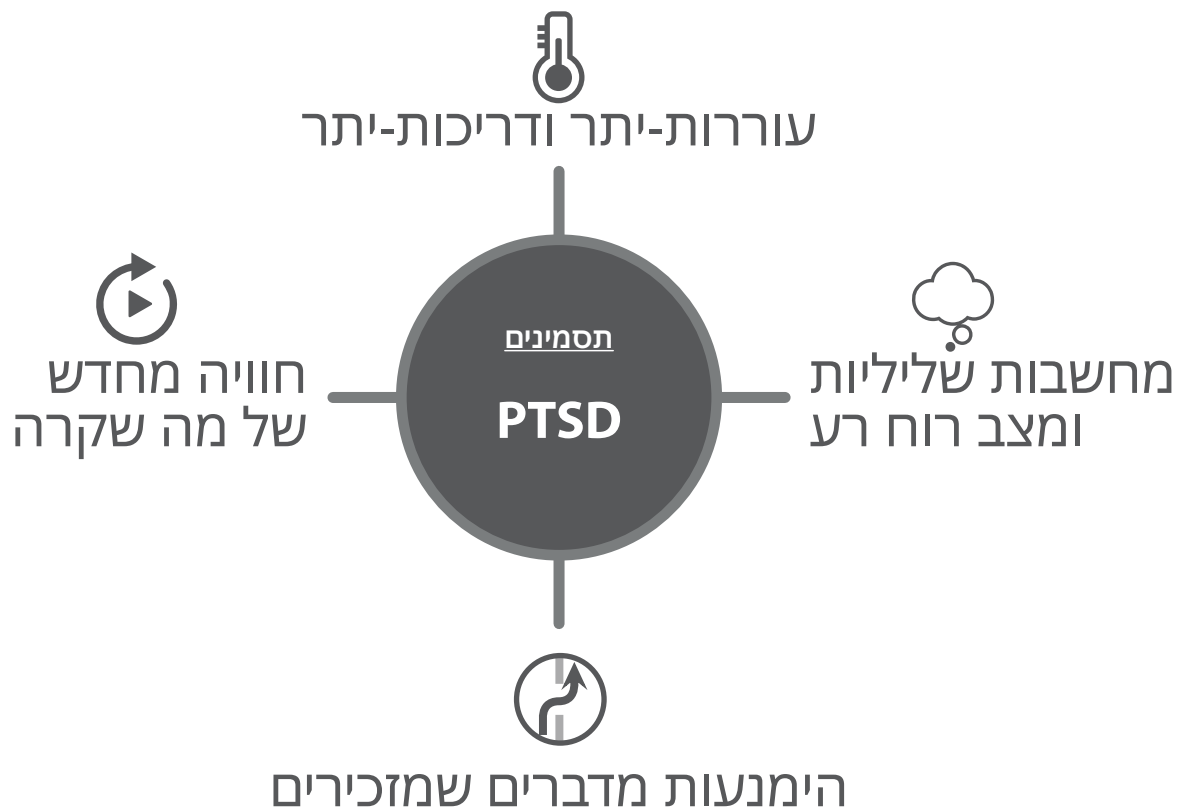 עוררות-יתר ודריכות-יתר
תסמינים
PTSD
מחשבות שליליות
ומצב רוח רע
חוויה מחדש
של מה שקרה
הימנעות מדברים שמזכירים